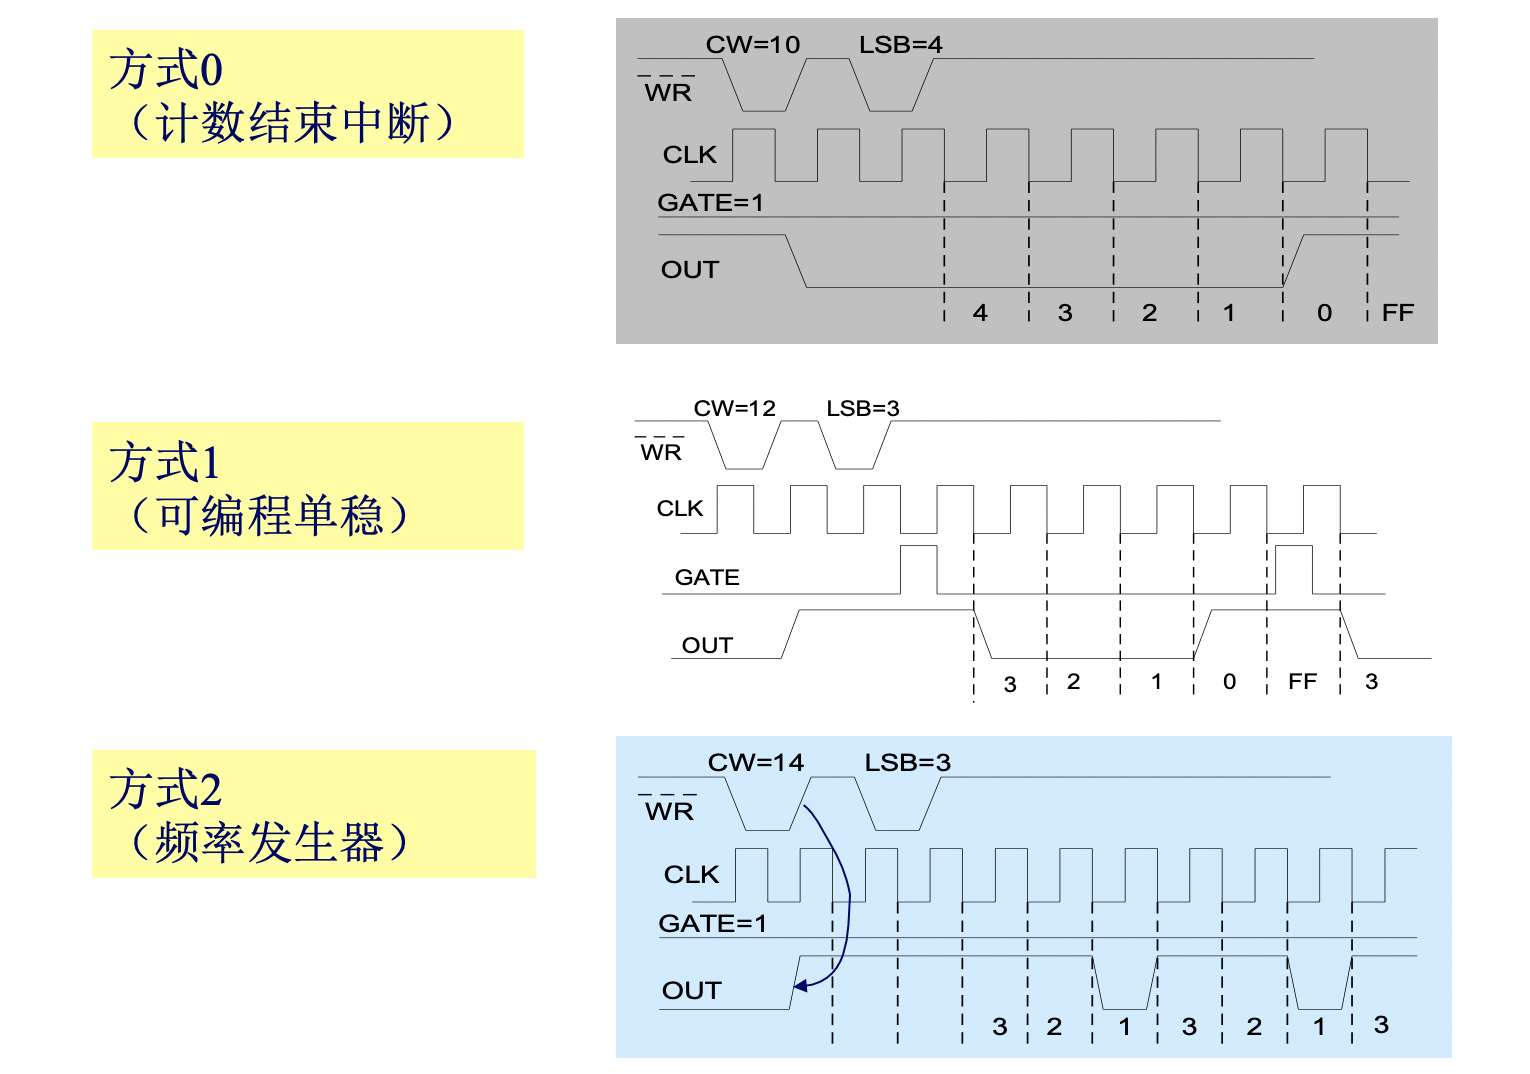 方式0
（计数结束中断）
CW=10 LSB=4
WR
CLK
GATE=1
OUT
4 3 2 1 0 FF
方式1
（可编程单稳）
CW=12 LSB=3
WR
CLK
GATE
OUT
3 2 1 0 FF 3
方式2
（频率发生器）
CW=14 LSB=3
WR
CLK
GATE=1
OUT
3 2 1 3 2 1 3